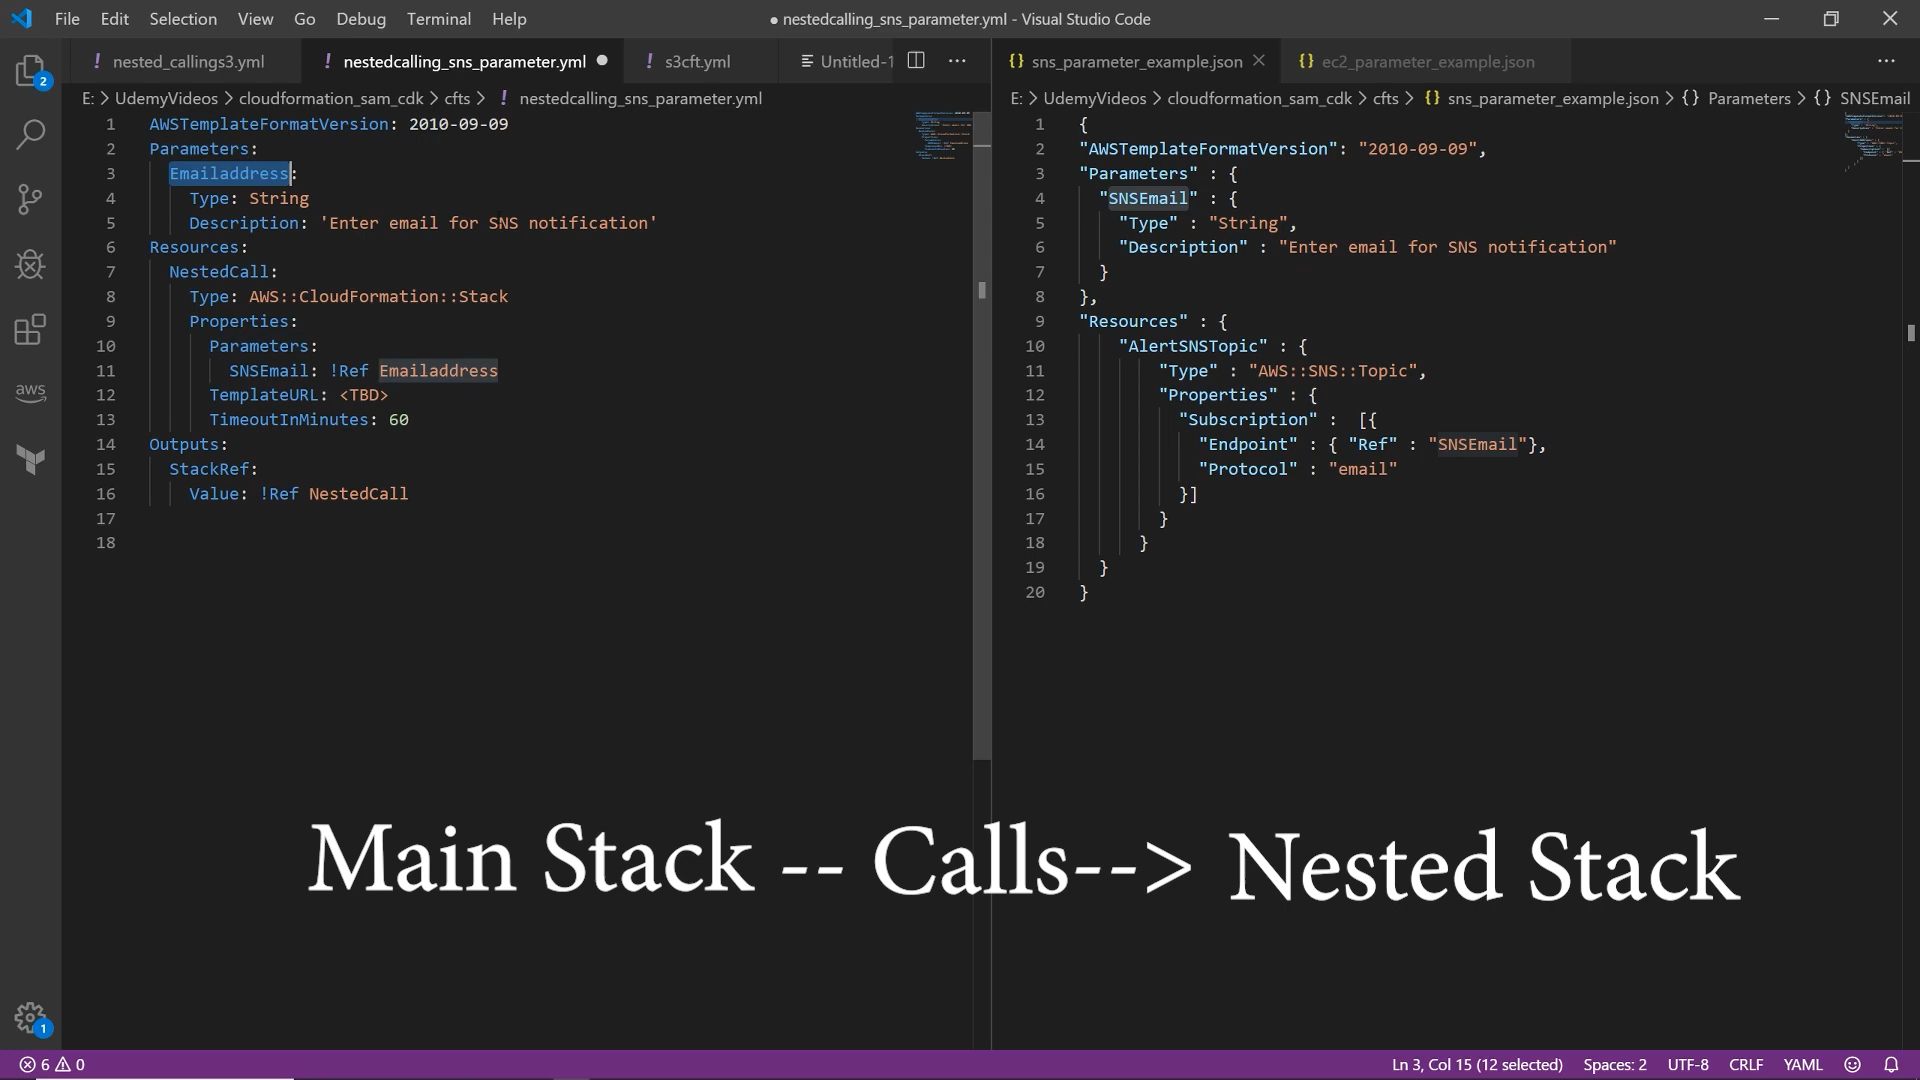 File Edit Selection View Go Debug Terminal Help
● nestedcalling_sns_parameter.yml - Visual Studio Code
! nested_callings3.yml
! nestedcalling_sns_parameter.yml ●
! s3cft.yml
Untitled-1
{} sns_parameter_example.json
{} ec2_parameter_example.json
E: > UdemyVideos > cloudformation_sam_cdk > cfts > ! nestedcalling_sns_parameter.yml
1 AWSTemplateFormatVersion: 2010-09-09
2 Parameters:
3 Emailaddress:
4 Type: String
5 Description: 'Enter email for SNS notification'
6 Resources:
7 NestedCall:
8 Type: AWS::CloudFormation::Stack
9 Properties:
10 Parameters:
11 SNSEmail: !Ref Emailaddress
12 TemplateURL: <TBD>
13 TimeoutInMinutes: 60
14 Outputs:
15 StackRef:
16 Value: !Ref NestedCall
17
18
E: > UdemyVideos > cloudformation_sam_cdk > cfts > {} sns_parameter_example.json > {} Parameters > {} SNSEmail
1 {
2 "AWSTemplateFormatVersion": "2010-09-09",
3 "Parameters" : {
4 "SNSEmail" : {
5 "Type" : "String",
6 "Description" : "Enter email for SNS notification"
7 }
8 },
9 "Resources" : {
10 "AlertSNSTopic" : {
11 "Type" : "AWS::SNS::Topic",
12 "Properties" : {
13 "Subscription" : [{
14 "Endpoint" : { "Ref" : "SNSEmail"},
15 "Protocol" : "email"
16 }]
17 }
18 }
19 }
20 }
2
aws
1
Main Stack -- Calls--> Nested Stack
6 0
Ln 3, Col 15 (12 selected) Spaces: 2 UTF-8 CRLF YAML